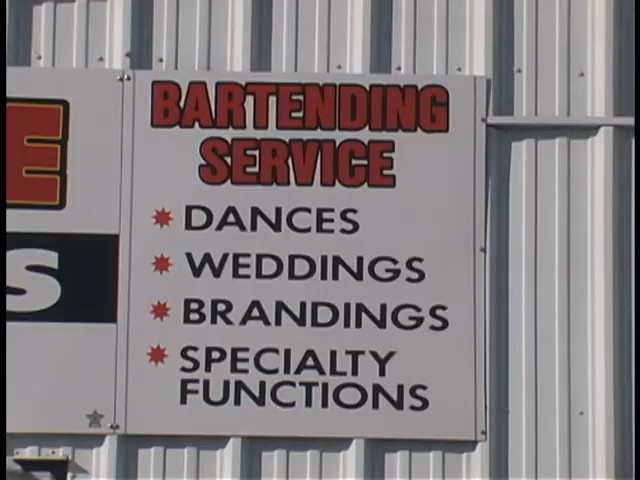 BARTENDING
SERVICE
DANCES
WEDDINGS
BRANDINGS
SPECIALTY
FUNCTIONS
E
S